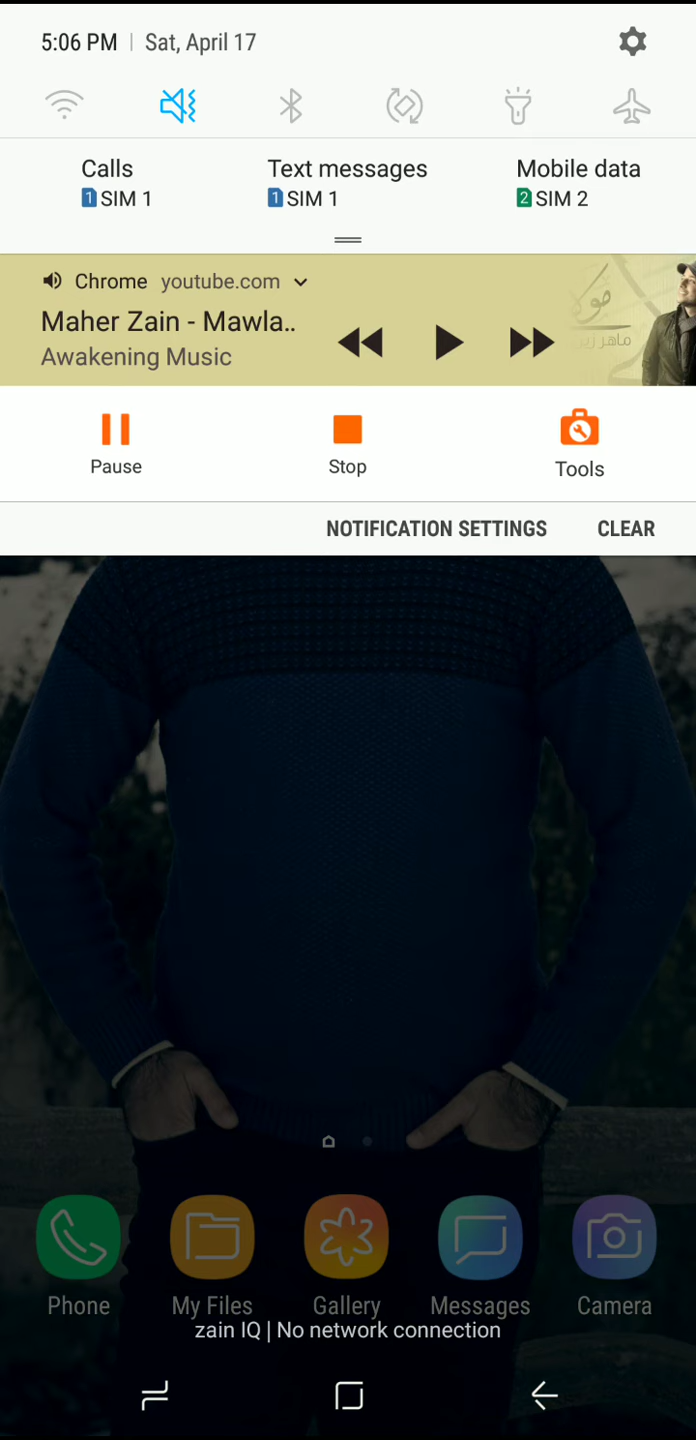 5:06 PM | Sat, April 17
Calls
1 SIM 1
Text messages
1 SIM 1
Mobile data
2 SIM 2
Chrome youtube.com
Maher Zain - Mawla..
Awakening Music
ماهر زين
Pause
Stop
Tools
NOTIFICATION SETTINGS
CLEAR
Phone
My Files
Gallery
Messages
Camera
zain IQ | No network connection